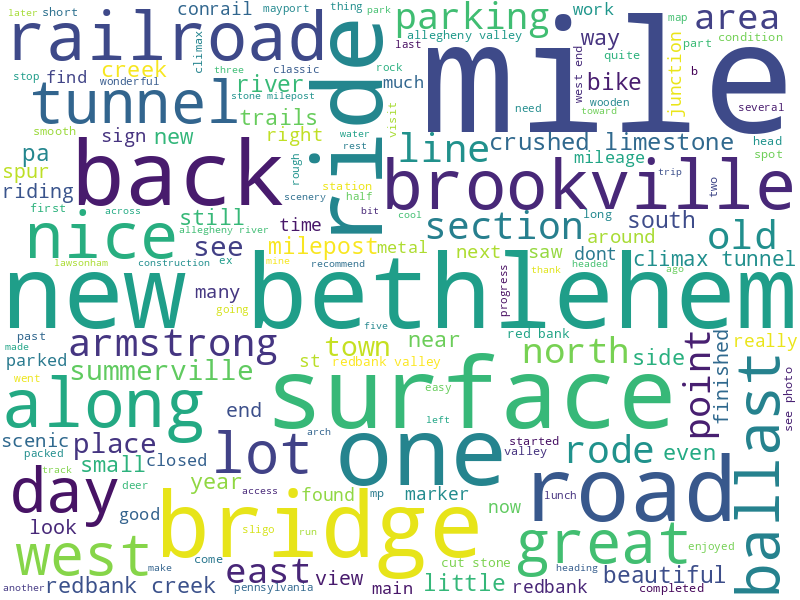 later short conrail mayport thing park
railroad ride parking area
climax allegheny valley work map
last way quite part condition
stop find creek three classic rock west end junction
wonderful river much bike b
tunnel stone milepost mile wooden several
trails visit need toward
smooth sign new right water line crushed limestone head
pa rest mileage spot
spur back rough brookville trip
riding station scenery half two
first still time bit cool section long south
across allegheny river nice see milepost metal next saw around old
lawsonham construction ex mine recommend dont headed climax tunnel
many progress thank ago
new bethlehem
going
past armstrong five red bank
made town near north side point finished really
parked st redbank valley
went summerville easy see photo
along surface
end left
scenic place arch started
packed small closed lot one valley rode even
track day deer year access found mp marker now lunch road ballast
look good bridge
sligo run
west come cut stone great enjoyed
make east view little heading beautiful
another redbank creek pennsylvania main redbank completed